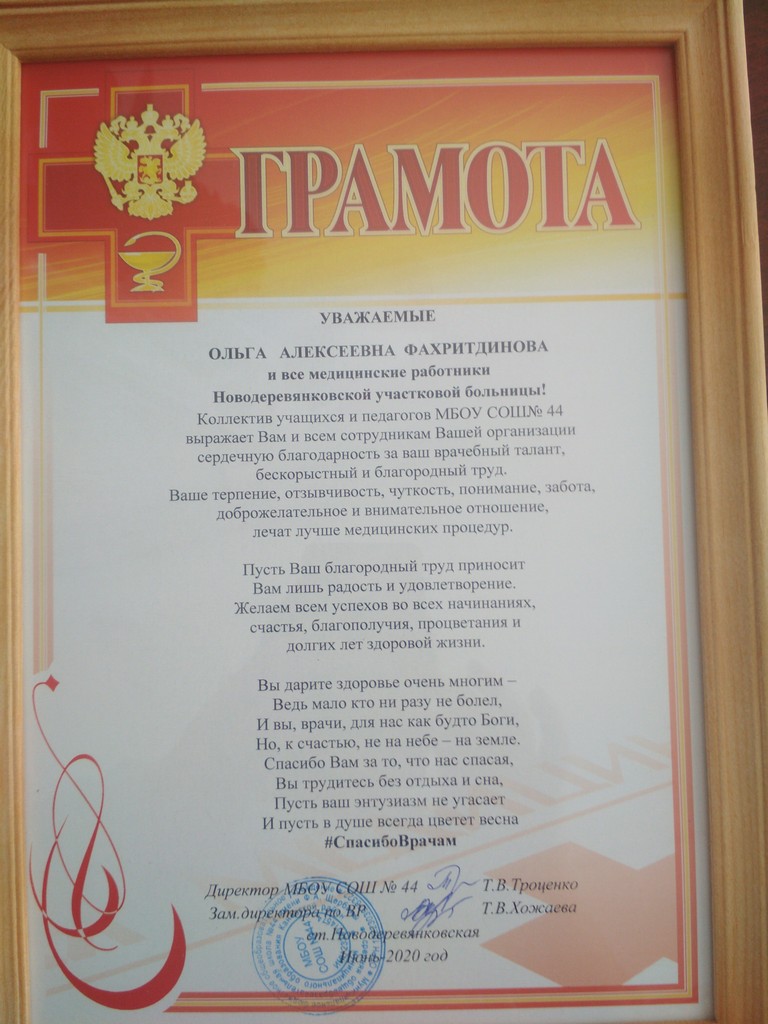 ГРАМОТА
УВАЖАЕМЫЕ
ОЛЬГА АЛЕКСЕЕВНА ФАХРИТДИНОВА
и все медицинские работники
Новодеревянковской участковой больницы!
Коллектив учащихся и педагогов МБОУ СОШ№ 44
выражает Вам и всем сотрудникам Вашей организации
сердечную благодарность за ваш врачебный талант,
бескорыстный и благородный труд.
Ваше терпение, отзывчивость, чуткость, понимание, забота,
доброжелательное и внимательное отношение,
лечат лучше медицинских процедур.
Пусть Ваш благородный труд приносит
Вам лишь радость и удовлетворение.
Желаем всем успехов во всех начинаниях,
счастья, благополучия, процветания и
долгих лет здоровой жизни.
Вы дарите здоровье очень многим –
Ведь мало кто ни разу не болел,
И вы, врачи, для нас как будто Боги,
Но, к счастью, не на небе – на земле.
Спасибо Вам за то, что нас спасая,
Вы трудитесь без отдыха и сна,
Пусть ваш энтузиазм не угасает
И пусть в душе всегда цветет весна
#СпасибоВрачам
Директор МБОУ СОШ № 44 Т.В.Троценко
Зам.директора по ВР Т.В.Хожаева
ст.Новодеревянковская
Июнь-2020 год
МБОУ
СОШ №44